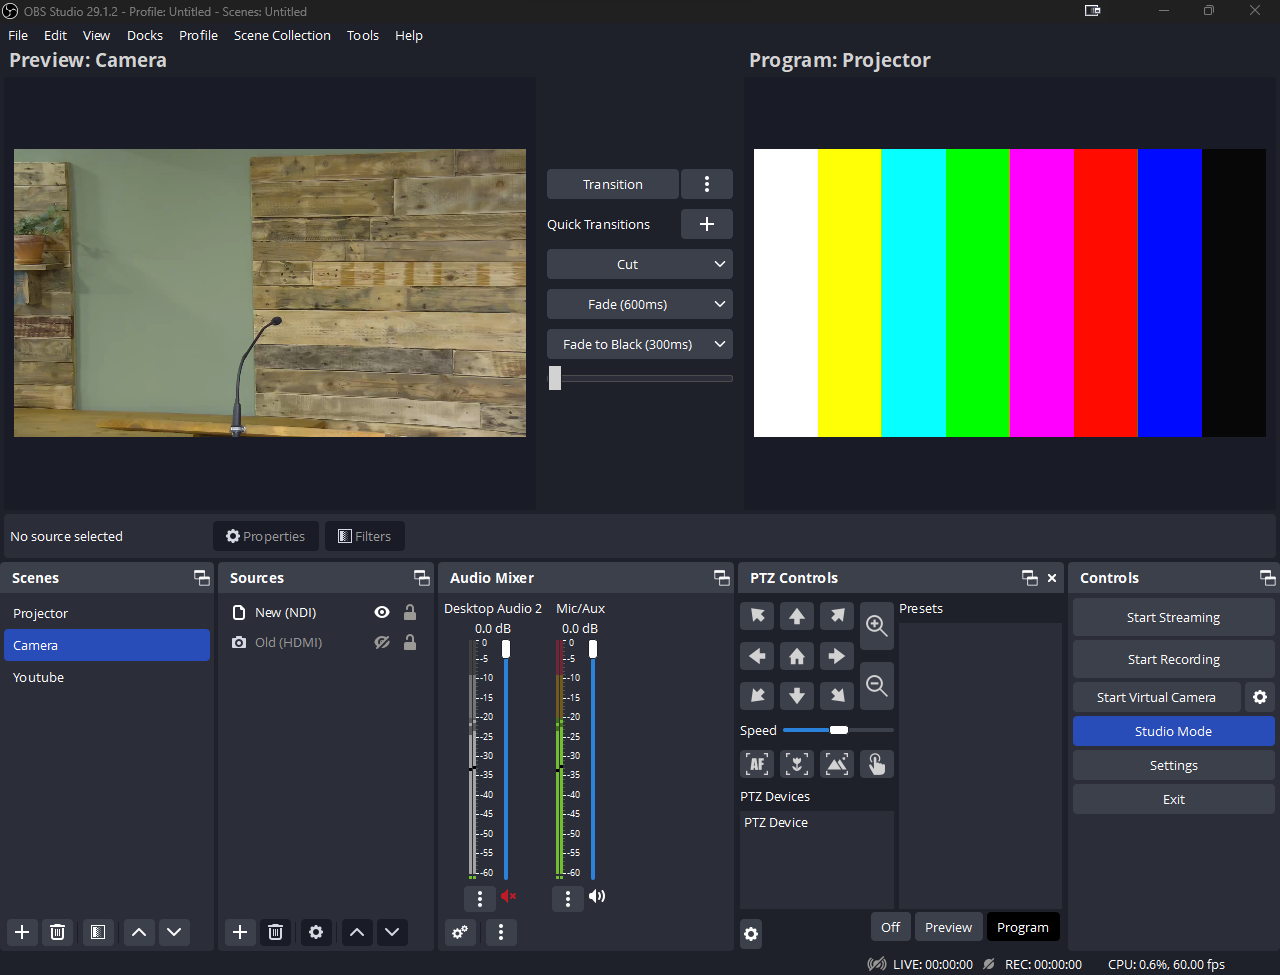 OBS Studio 29.1.2 - Profile: Untitled - Scenes: Untitled
File Edit View Docks Profile Scene Collection Tools Help
Preview: Camera
Program: Projector
Transition
Quick Transitions
Cut
Fade (600ms)
Fade to Black (300ms)
No source selected
Properties
Filters
Scenes
Projector
Camera
Youtube
Sources
New (NDI)
Old (HDMI)
Audio Mixer
Desktop Audio 2
0.0 dB
0
-5
-10
-15
-20
-25
-30
-35
-40
-45
-50
-55
-60
Mic/Aux
0.0 dB
0
-5
-10
-15
-20
-25
-30
-35
-40
-45
-50
-55
-60
PTZ Controls
Speed
AF
PTZ Devices
PTZ Device
Presets
Off
Preview
Program
Controls
Start Streaming
Start Recording
Start Virtual Camera
Studio Mode
Settings
Exit
LIVE: 00:00:00 REC: 00:00:00 CPU: 0.6%, 60.00 fps